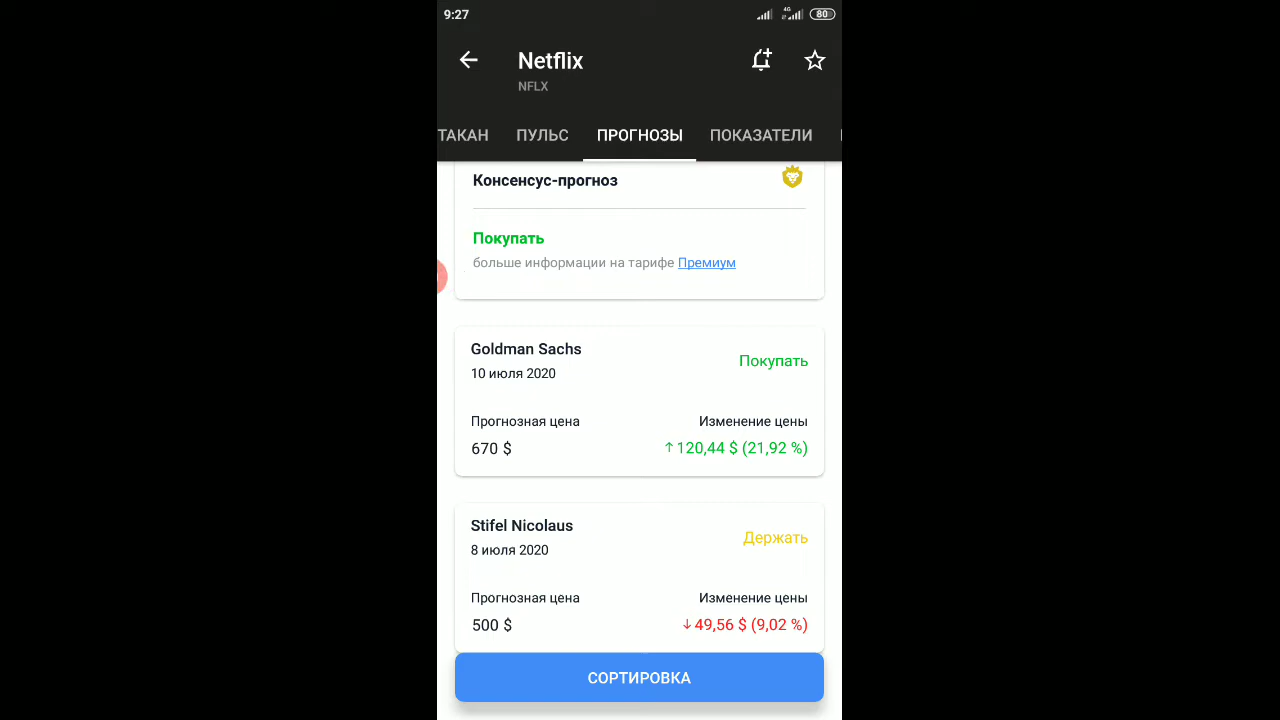 9:27
4G
80
Netflix
NFLX
ТАКАН ПУЛЬС ПРОГНОЗЫ ПОКАЗАТЕЛИ
Консенсус-прогноз
Покупать
больше информации на тарифе Премиум
Goldman Sachs
Покупать
10 июля 2020
Прогнозная цена Изменение цены
670 $ ↑120,44 $ (21,92 %)
Stifel Nicolaus
Держать
8 июля 2020
Прогнозная цена Изменение цены
500 $ ↓49,56 $ (9,02 %)
СОРТИРОВКА